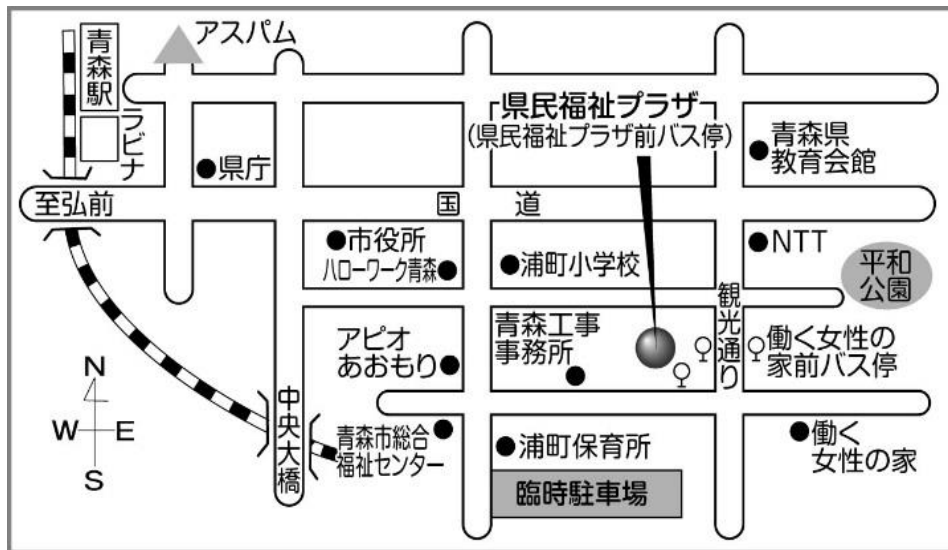 アスパム
青森駅
ラビナ
県民福祉プラザ
(県民福祉プラザ前バス停)
県庁
青森県
教育会館
至弘前
国道
市役所
ハローワーク青森
浦町小学校
NTT
平和
公園
観光通り
青森工事
事務所
アピオ
あおもり
働く女性の
家前バス停
N
W
E
S
中央大橋
青森市総合
福祉センター
浦町保育所
働く
女性の家
臨時駐車場